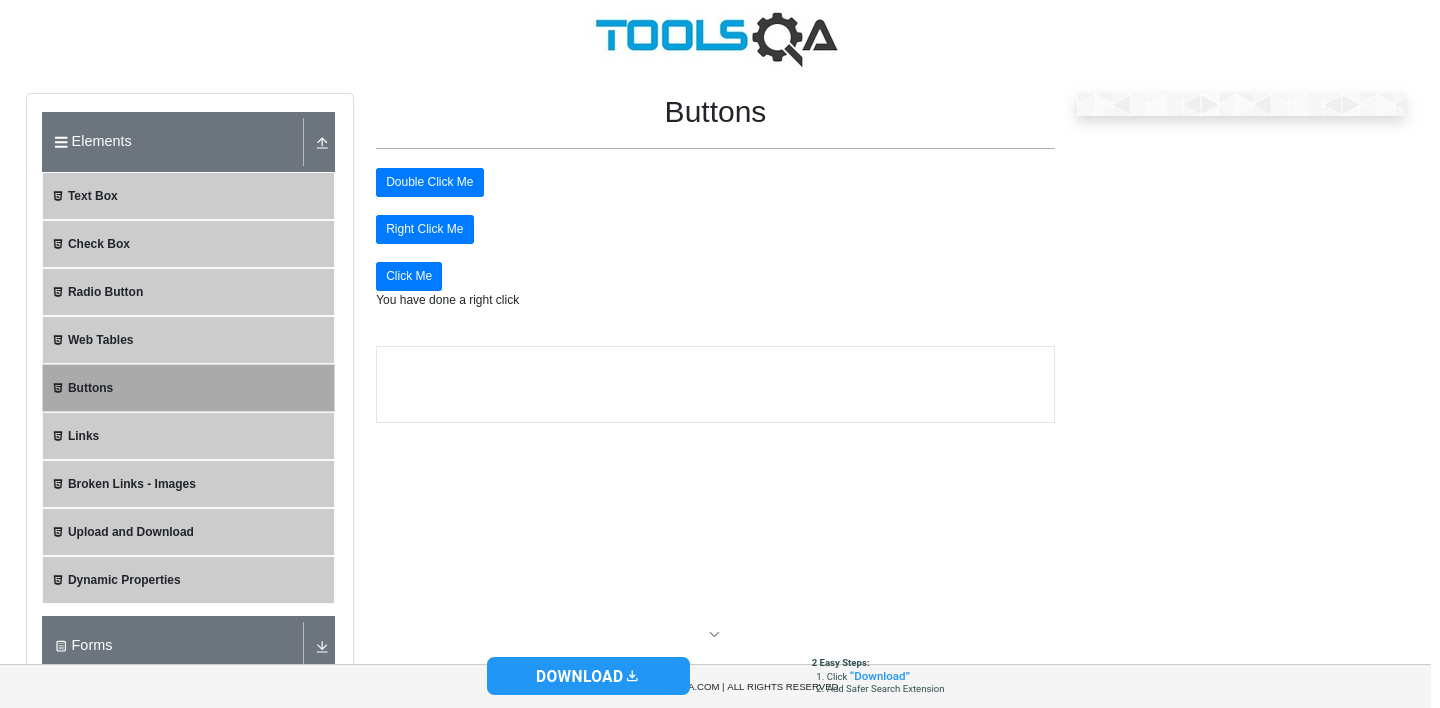 TOOLSQA
Elements
Text Box
Check Box
Radio Button
Web Tables
Buttons
Links
Broken Links - Images
Upload and Download
Dynamic Properties
Forms
Buttons
Double Click Me
Right Click Me
Click Me
You have done a right click
DOWNLOAD
A.COM | ALL RIGHTS RESERVED.
2 Easy Steps:
1. Click “Download”
2. Add Safer Search Extension